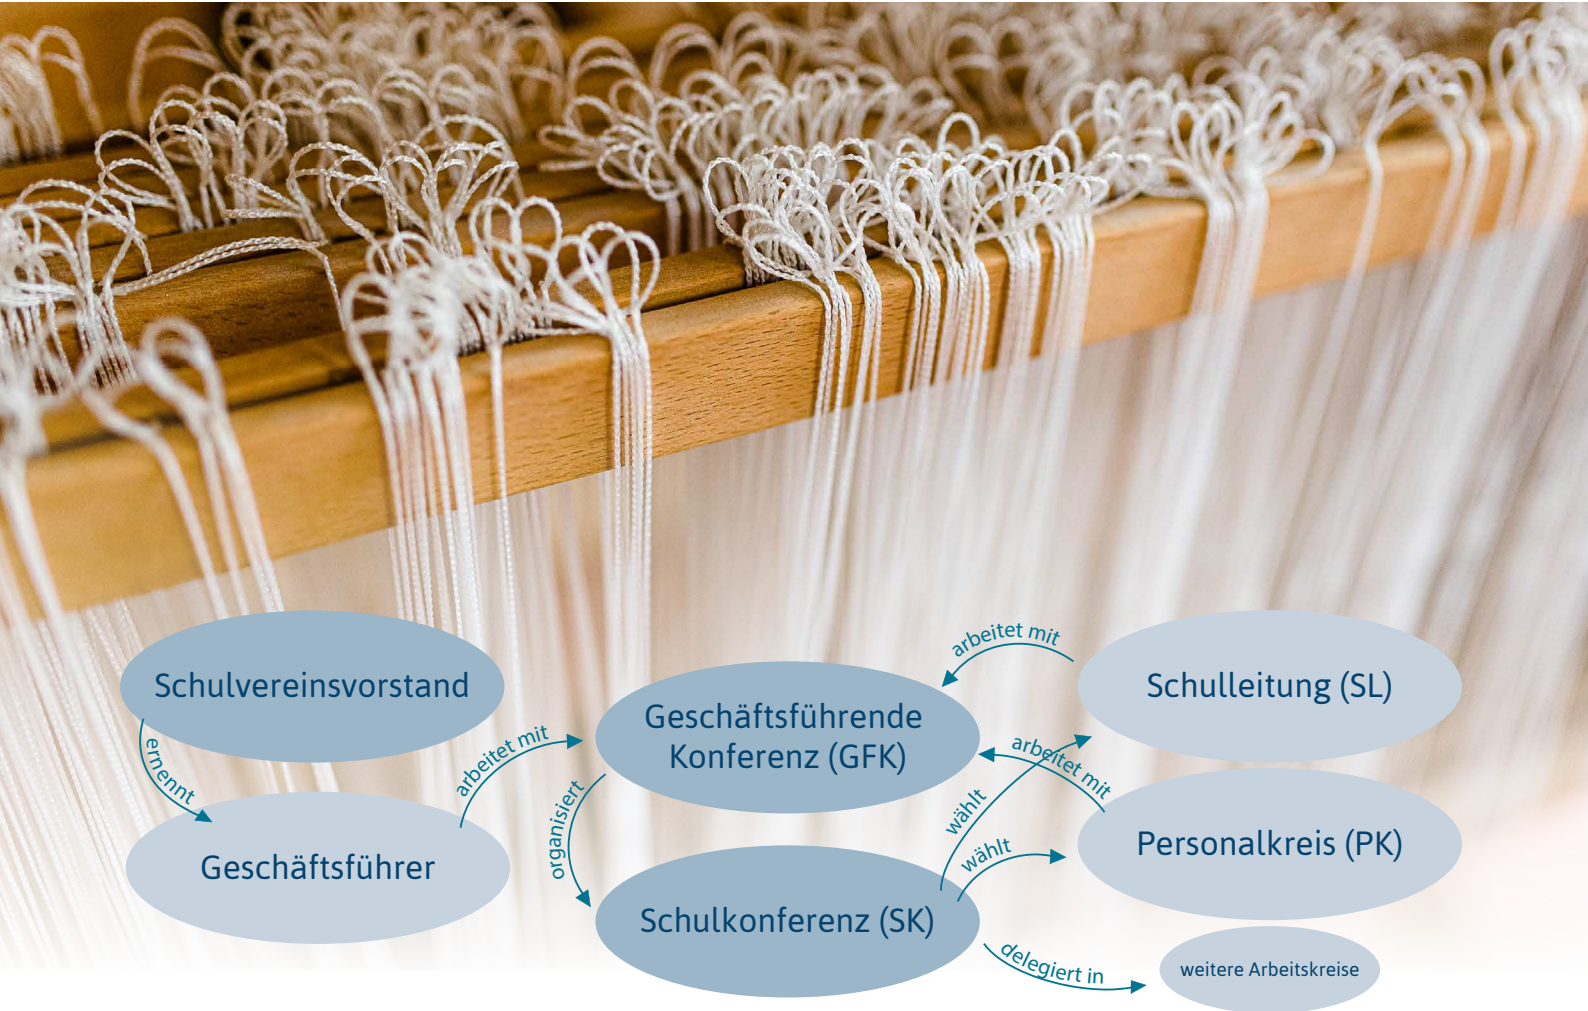 Schulvereinsvorstand
ernennt
Geschäftsführer
arbeitet mit
Geschäftsführende
Konferenz (GFK)
organisiert
Schulkonferenz (SK)
wählt
wählt
delegiert in
arbeitet mit
Schulleitung (SL)
arbeitet mit
Personalkreis (PK)
weitere Arbeitskreise